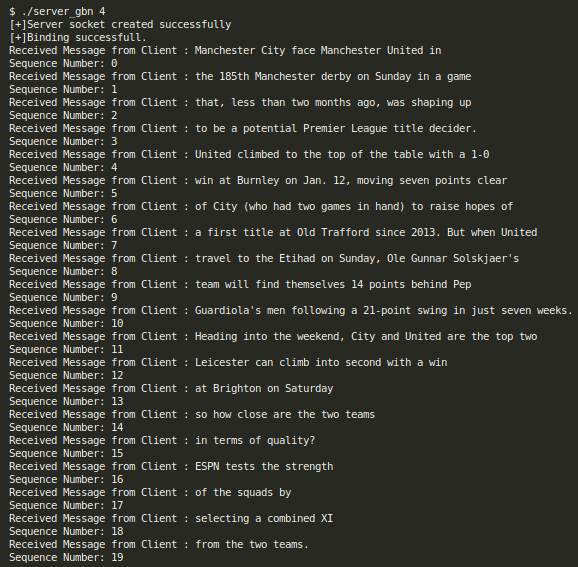 $ ./server_gbn 4
[+]Server socket created successfully
[+]Binding successfull.
Received Message from Client : Manchester City face Manchester United in
Sequence Number: 0
Received Message from Client : the 185th Manchester derby on Sunday in a game
Sequence Number: 1
Received Message from Client : that, less than two months ago, was shaping up
Sequence Number: 2
Received Message from Client : to be a potential Premier League title decider.
Sequence Number: 3
Received Message from Client : United climbed to the top of the table with a 1-0
Sequence Number: 4
Received Message from Client : win at Burnley on Jan. 12, moving seven points clear
Sequence Number: 5
Received Message from Client : of City (who had two games in hand) to raise hopes of
Sequence Number: 6
Received Message from Client : a first title at Old Trafford since 2013. But when United
Sequence Number: 7
Received Message from Client : travel to the Etihad on Sunday, Ole Gunnar Solskjaer's
Sequence Number: 8
Received Message from Client : team will find themselves 14 points behind Pep
Sequence Number: 9
Received Message from Client : Guardiola's men following a 21-point swing in just seven weeks.
Sequence Number: 10
Received Message from Client : Heading into the weekend, City and United are the top two
Sequence Number: 11
Received Message from Client : Leicester can climb into second with a win
Sequence Number: 12
Received Message from Client : at Brighton on Saturday
Sequence Number: 13
Received Message from Client : so how close are the two teams
Sequence Number: 14
Received Message from Client : in terms of quality?
Sequence Number: 15
Received Message from Client : ESPN tests the strength
Sequence Number: 16
Received Message from Client : of the squads by
Sequence Number: 17
Received Message from Client : selecting a combined XI
Sequence Number: 18
Received Message from Client : from the two teams.
Sequence Number: 19